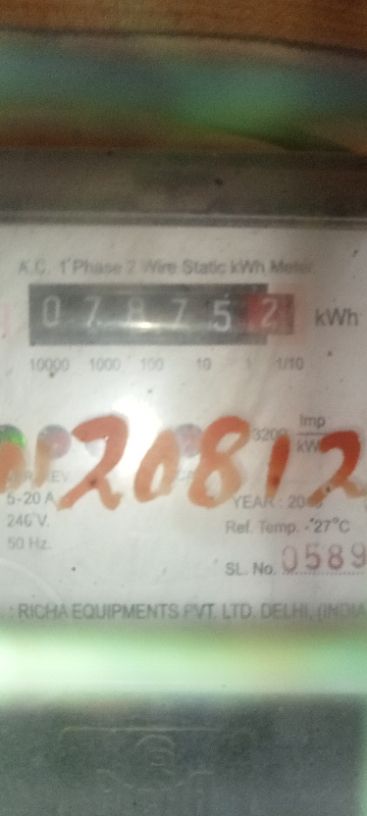 A.C. 1 Phase 2 Wire Static kWh Meter
0 7 8 7 5 2 kWh
10000 1000 100 10 1 1/10
3200 Imp
20812
5-20 A
YEAR : 20
240 V.
Ref. Temp. -27°C
50 Hz.
SL. No. 0589
: RICHA EQUIPMENTS PVT. LTD. DELHI, (INDIA